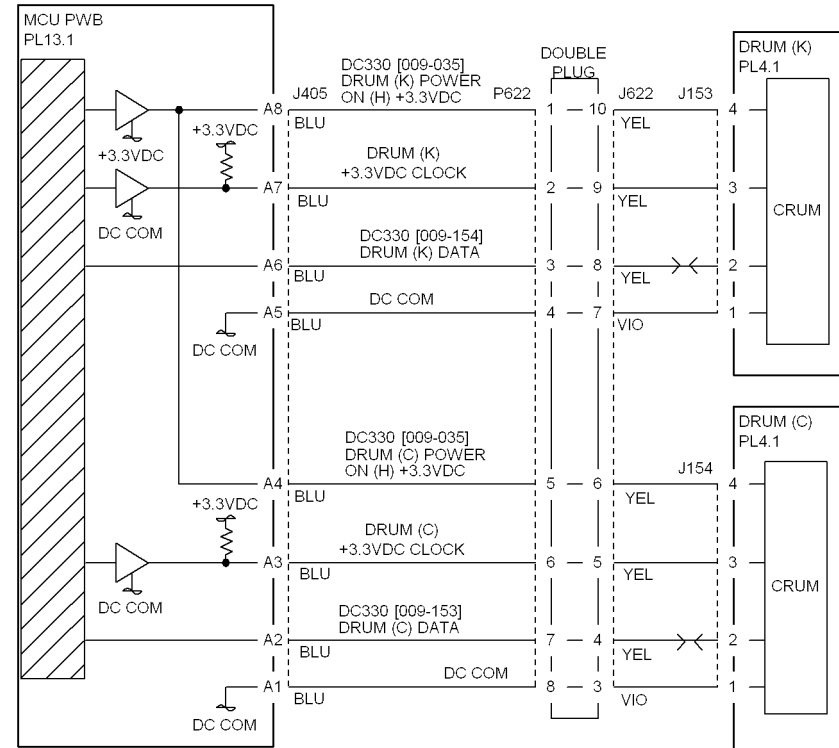 MCU PWB
PL13.1
DC330 [009-035]
DRUM (K) POWER
ON (H) +3.3VDC
DOUBLE
PLUG
DRUM (K)
PL4.1
J405
P622
J622
J153
A8
BLU
1
10
YEL
4
+3.3VDC
+3.3VDC
DRUM (K)
+3.3VDC CLOCK
A7
BLU
2
9
YEL
3
CRUM
DC COM
DC330 [009-154]
DRUM (K) DATA
A6
BLU
3
8
YEL
2
DC COM
A5
BLU
4
7
VIO
1
DC COM
DRUM (C)
PL4.1
DC330 [009-035]
DRUM (C) POWER
ON (H) +3.3VDC
J154
A4
BLU
5
6
YEL
4
+3.3VDC
DRUM (C)
+3.3VDC CLOCK
A3
BLU
6
5
YEL
3
CRUM
DC COM
DC330 [009-153]
DRUM (C) DATA
A2
BLU
7
4
YEL
2
DC COM
A1
BLU
8
3
VIO
1
DC COM